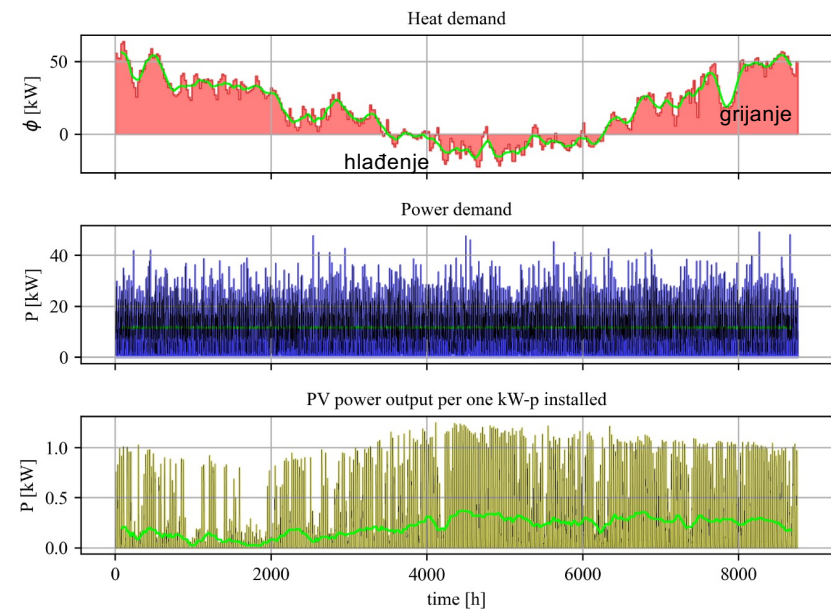 Heat demand
50
0
ϕ [kW]
grijanje
hlađenje
Power demand
40
20
0
P [kW]
PV power output per one kW-p installed
1.0
0.5
0.0
P [kW]
0 2000 4000 6000 8000
time [h]